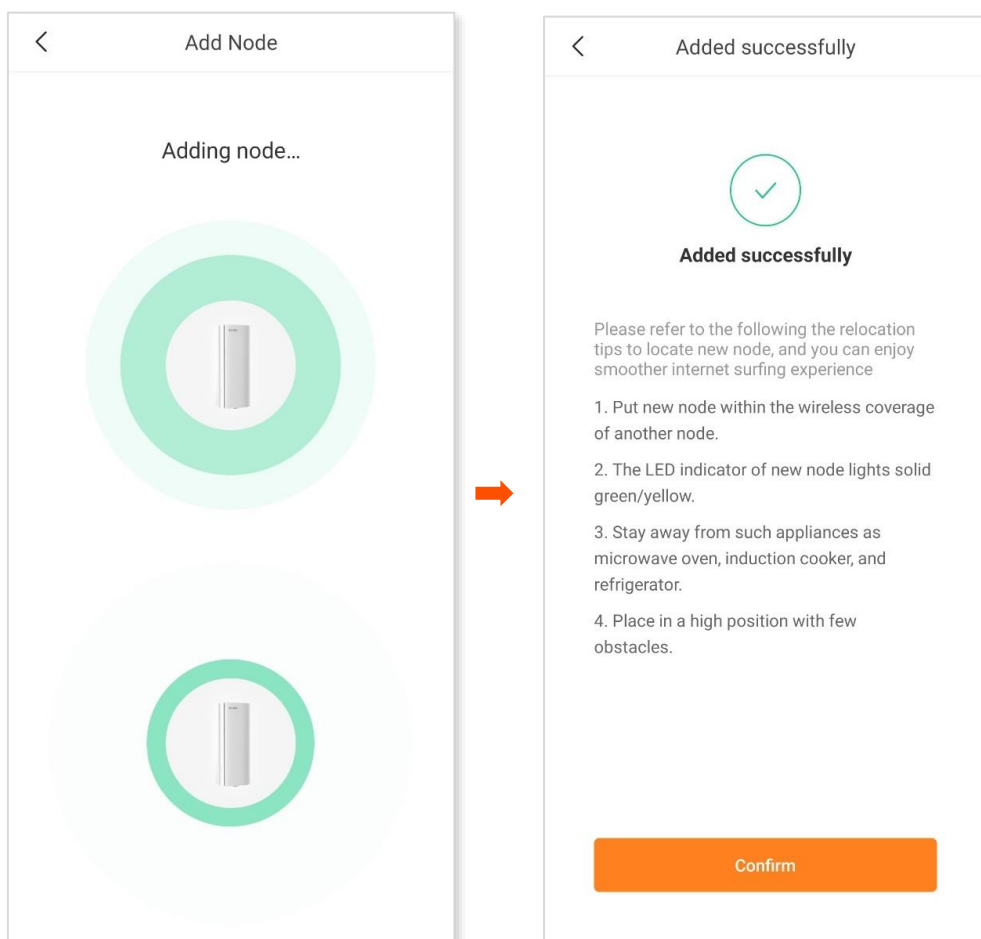 Add Node
Adding node...
Added successfully
Added successfully
Please refer to the following the relocation
tips to locate new node, and you can enjoy
smoother internet surfing experience
1. Put new node within the wireless coverage
of another node.
2. The LED indicator of new node lights solid
green/yellow.
3. Stay away from such appliances as
microwave oven, induction cooker, and
refrigerator.
4. Place in a high position with few
obstacles.
Confirm